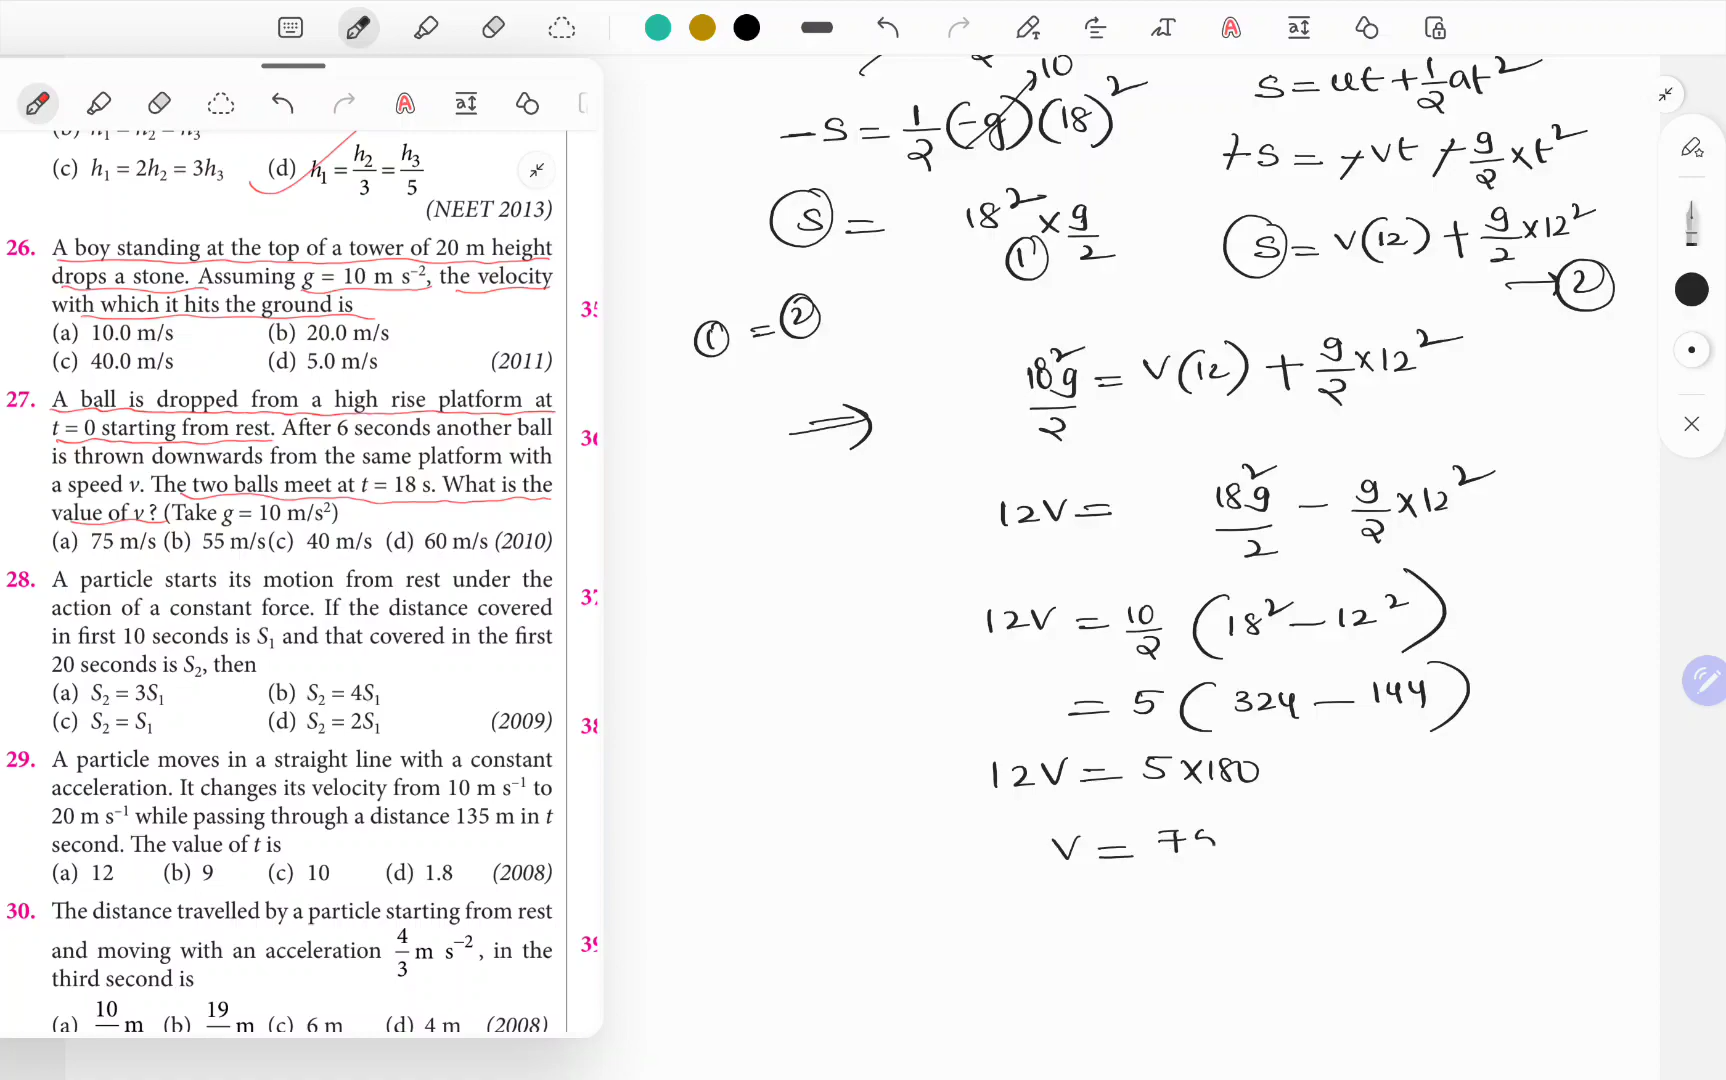 (c) h₁ = 2h₂ = 3h₃ (d) h₁ = h₂/3 = h₃/5
(NEET 2013)
26. A boy standing at the top of a tower of 20 m height
drops a stone. Assuming g = 10 m s⁻², the velocity
with which it hits the ground is
(a) 10.0 m/s (b) 20.0 m/s
(c) 40.0 m/s (d) 5.0 m/s (2011)
27. A ball is dropped from a high rise platform at
t = 0 starting from rest. After 6 seconds another ball
is thrown downwards from the same platform with
a speed v. The two balls meet at t = 18 s. What is the
value of v? (Take g = 10 m/s²)
(a) 75 m/s (b) 55 m/s (c) 40 m/s (d) 60 m/s (2010)
28. A particle starts its motion from rest under the
action of a constant force. If the distance covered
in first 10 seconds is S₁ and that covered in the first
20 seconds is S₂, then
(a) S₂ = 3S₁ (b) S₂ = 4S₁
(c) S₂ = S₁ (d) S₂ = 2S₁ (2009)
29. A particle moves in a straight line with a constant
acceleration. It changes its velocity from 10 m s⁻¹ to
20 m s⁻¹ while passing through a distance 135 m in t
second. The value of t is
(a) 12 (b) 9 (c) 10 (d) 1.8 (2008)
30. The distance travelled by a particle starting from rest
and moving with an acceleration 4/3 m s⁻², in the
third second is
(a) 10 m (b) 19 m (c) 6 m (d) 4 m (2008)
10
-S = 1/2 (-g)(18)²
S = 18² × g/2
①
S = ut + 1/2 at²
+S = +vt + g/2 × t²
S = v(12) + g/2 × 12²
→ ②
① = ②
⇒ 18²g/2 = v(12) + g/2 × 12²
12V = 18²g/2 - g/2 × 12²
12V = 10/2 (18² - 12²)
= 5 (324 - 144)
12V = 5 × 180
V = 75